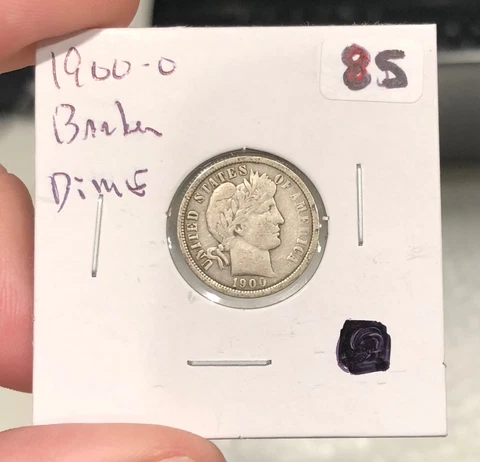 1900-O
85
Barber
Dime
UNITED STATES OF AMERICA
1900